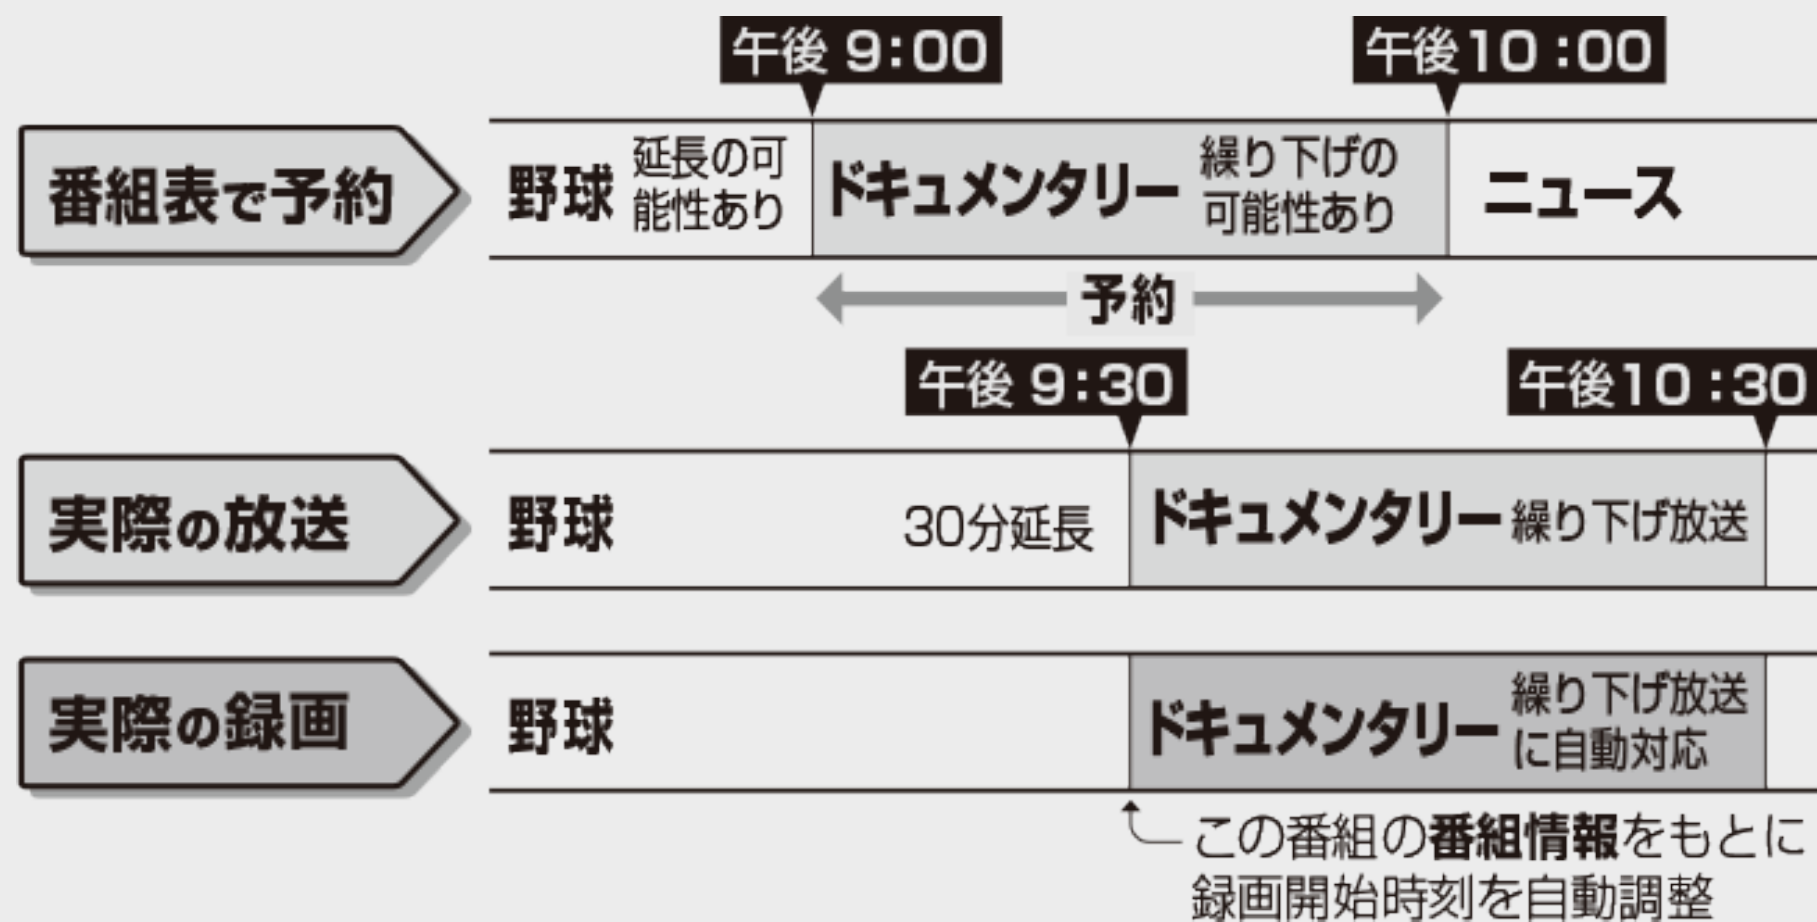 午後 9:00
午後10:00
番組表で予約
野球
延長の可
能性あり
ドキュメンタリー
繰り下げの
可能性あり
ニュース
予約
午後 9:30
午後10:30
実際の放送
野球
30分延長
ドキュメンタリー
繰り下げ放送
実際の録画
野球
ドキュメンタリー
繰り下げ放送
に自動対応
この番組の番組情報をもとに
録画開始時刻を自動調整